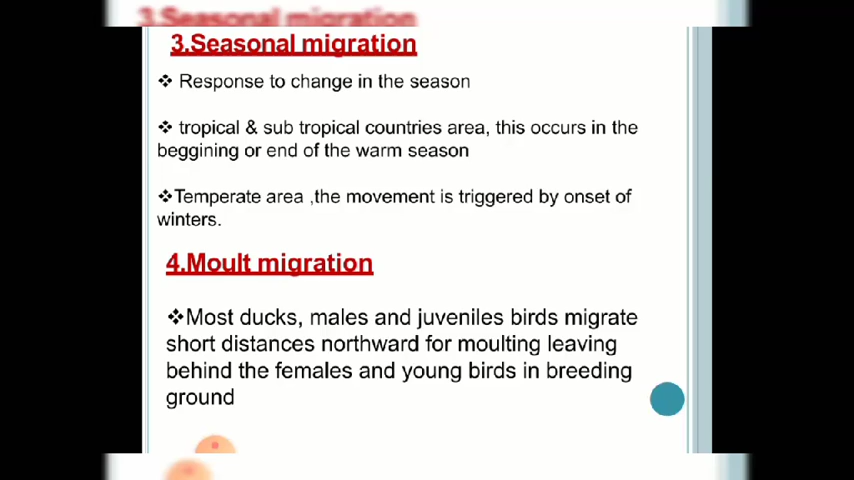 3.Seasonal migration
3.Seasonal migration
❖ Response to change in the season
❖ tropical & sub tropical countries area, this occurs in the
beggining or end of the warm season
❖Temperate area ,the movement is triggered by onset of
winters.
4.Moult migration
❖Most ducks, males and juveniles birds migrate
short distances northward for moulting leaving
behind the females and young birds in breeding
ground